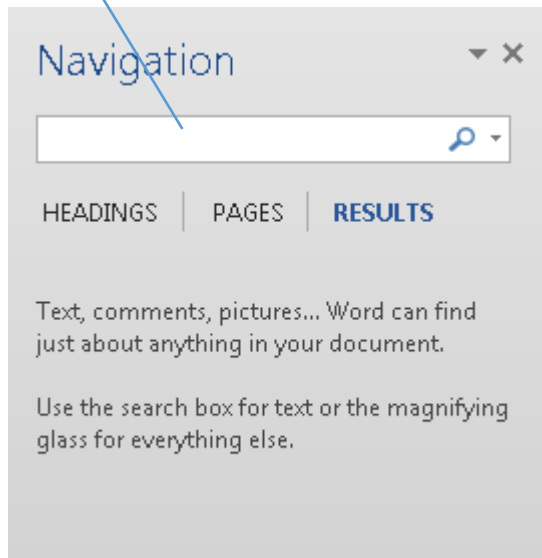 Navigation
HEADINGS PAGES RESULTS
Text, comments, pictures... Word can find
just about anything in your document.
Use the search box for text or the magnifying
glass for everything else.